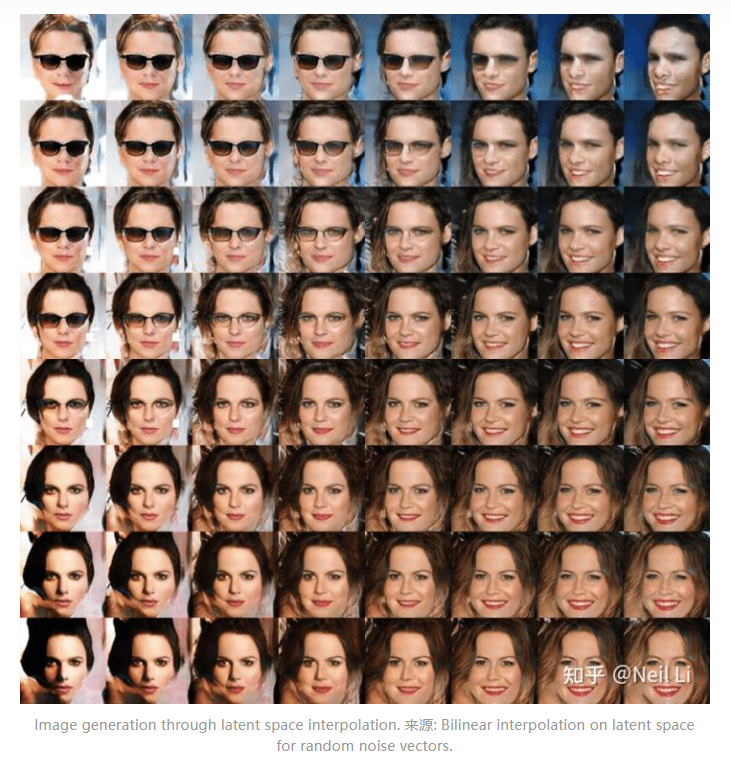 知乎 @Neil Li
Image generation through latent space interpolation. 来源: Bilinear interpolation on latent space
for random noise vectors.